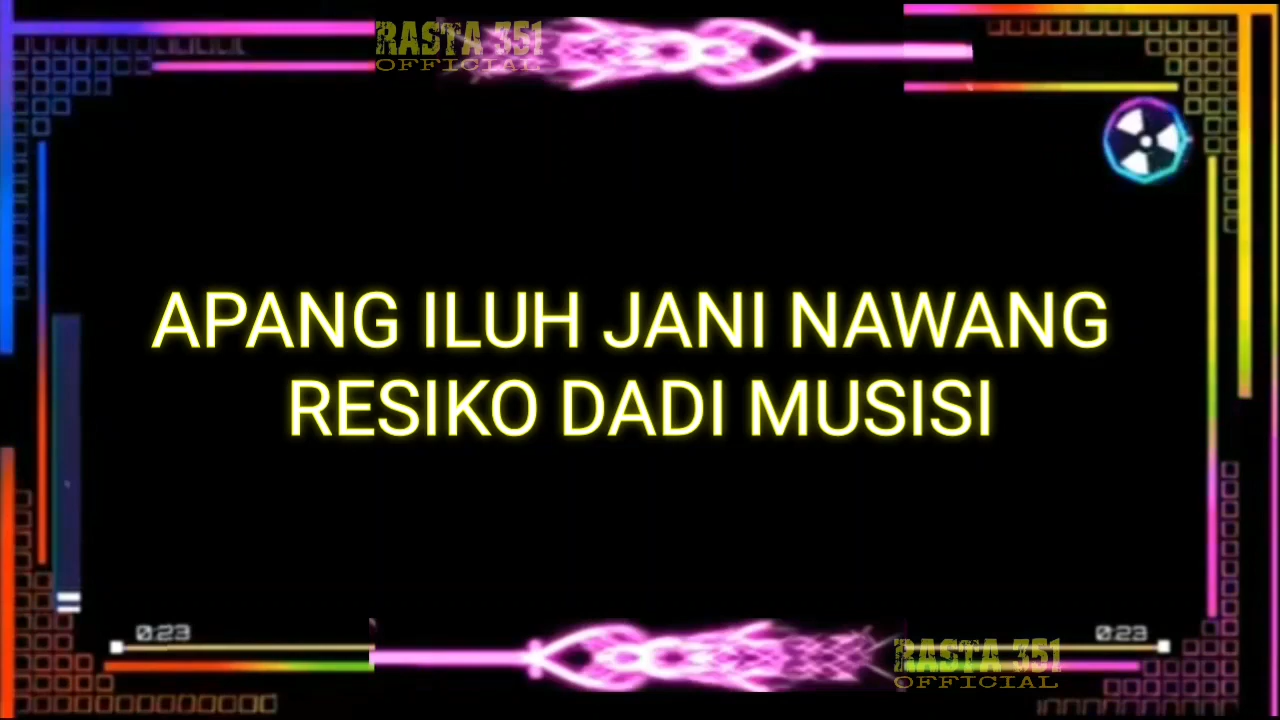 RASTA 351
OFFICIAL
APANG ILUH JANI NAWANG
RESIKO DADI MUSISI
0:23
0:23
RASTA 351
OFFICIAL